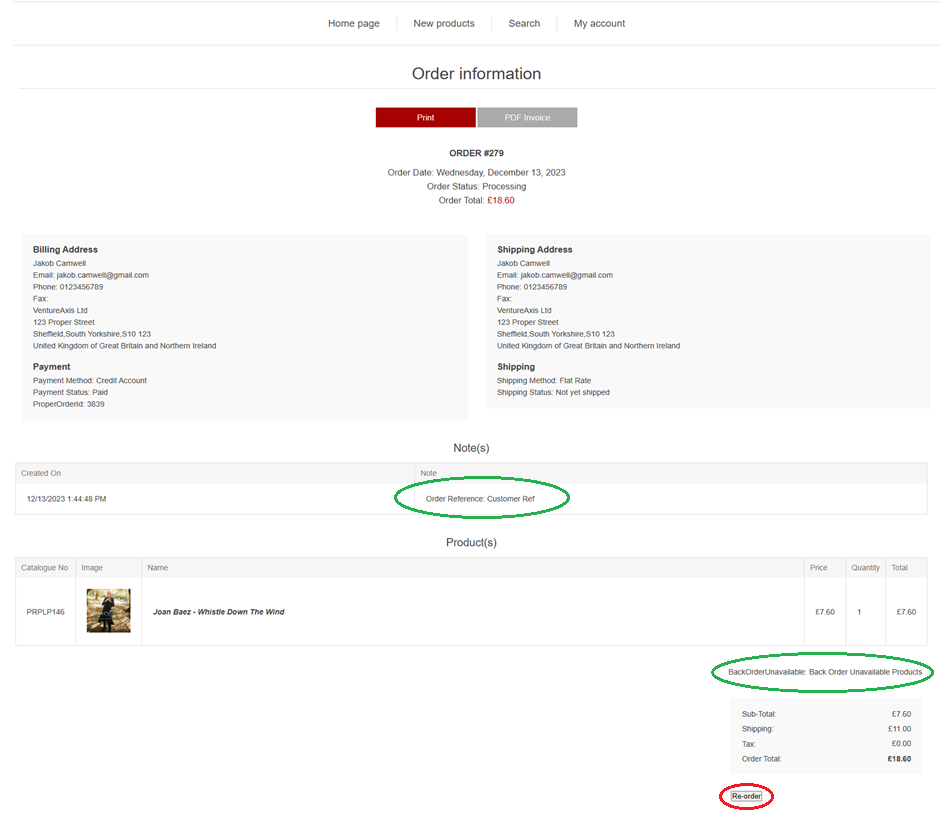 Home page
New products
Search
My account
Order information
Print
PDF Invoice
ORDER #279
Order Date: Wednesday, December 13, 2023
Order Status: Processing
Order Total: £18.60
Billing Address
Jakob Camwell
Email: jakob.camwell@gmail.com
Phone: 0123456789
Fax:
VentureAxis Ltd
123 Proper Street
Sheffield,South Yorkshire,S10 123
United Kingdom of Great Britain and Northern Ireland
Payment
Payment Method: Credit Account
Payment Status: Paid
ProperOrderId: 3839
Shipping Address
Jakob Camwell
Email: jakob.camwell@gmail.com
Phone: 0123456789
Fax:
VentureAxis Ltd
123 Proper Street
Sheffield,South Yorkshire,S10 123
United Kingdom of Great Britain and Northern Ireland
Shipping
Shipping Method: Flat Rate
Shipping Status: Not yet shipped
Note(s)
Created On Note
12/13/2023 1:44:48 PM Order Reference: Customer Ref
Product(s)
Catalogue No Image Name Price Quantity Total
PRPLP146 Joan Baez - Whistle Down The Wind £7.60 1 £7.60
BackOrderUnavailable: Back Order Unavailable Products
Sub-Total: £7.60
Shipping: £11.00
Tax: £0.00
Order Total: £18.60
Re-order